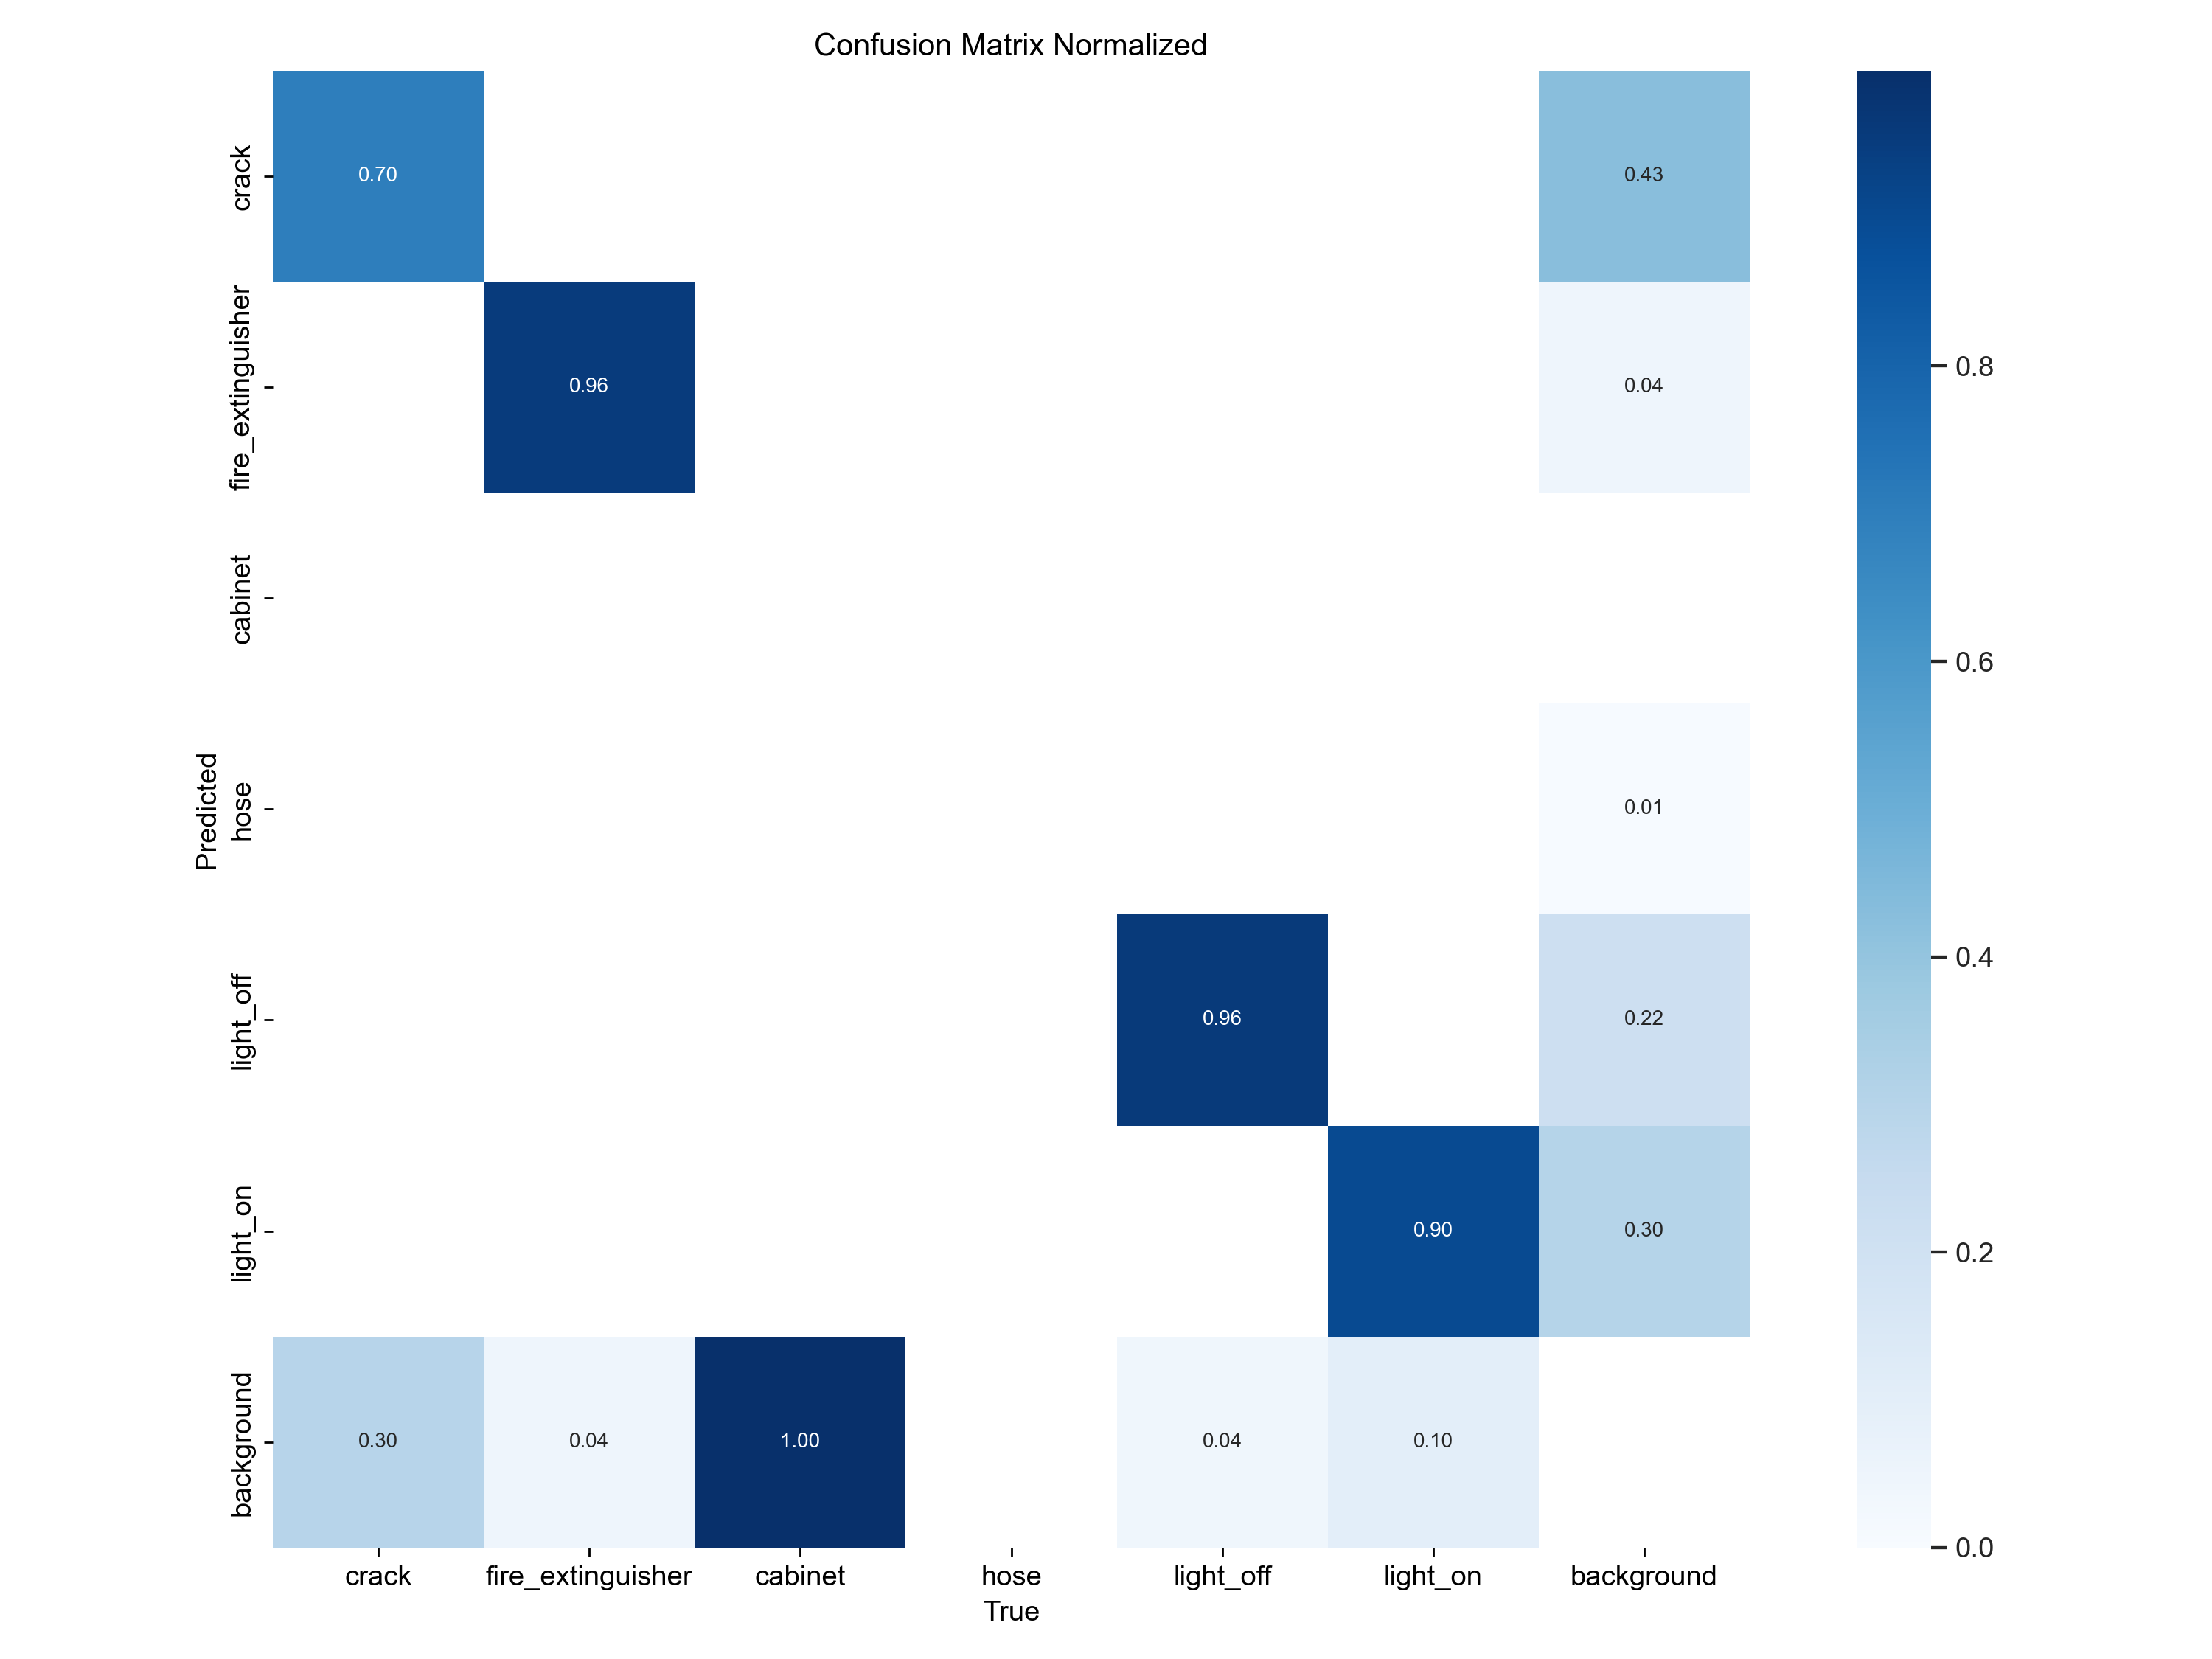 Confusion Matrix Normalized
crack
0.70
0.43
fire_extinguisher
0.96
0.04
cabinet
hose
0.01
Predicted
light_off
0.96
0.22
light_on
0.90
0.30
background
0.30
0.04
1.00
0.04
0.10
crack fire_extinguisher cabinet hose light_off light_on background
True
0.8
0.6
0.4
0.2
0.0